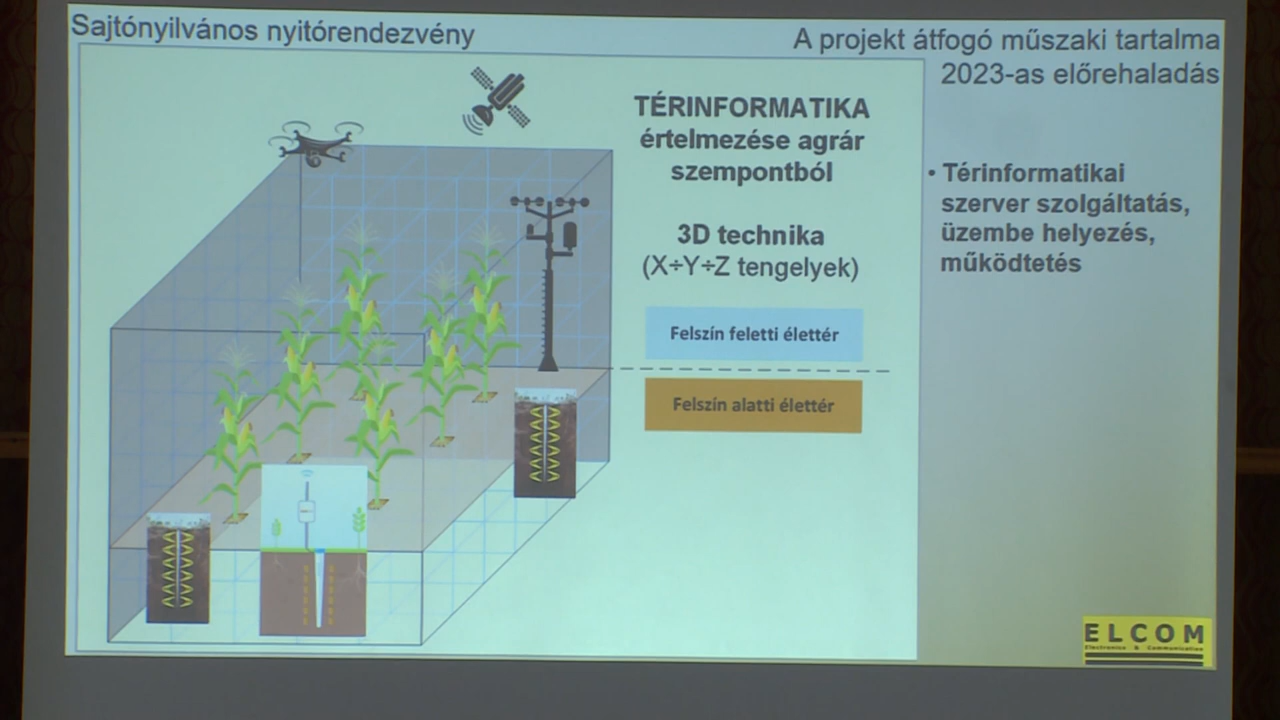 Sajtónyilvános nyitórendezvény
A projekt átfogó műszaki tartalma
2023-as előrehaladás
TÉRINFORMATIKA
értelmezése agrár
szempontból
3D technika
(X÷Y÷Z tengelyek)
Felszín feletti élettér
Felszín alatti élettér
• Térinformatikai
szerver szolgáltatás,
üzembe helyezés,
működtetés
ELCOM
Electronics & Communication